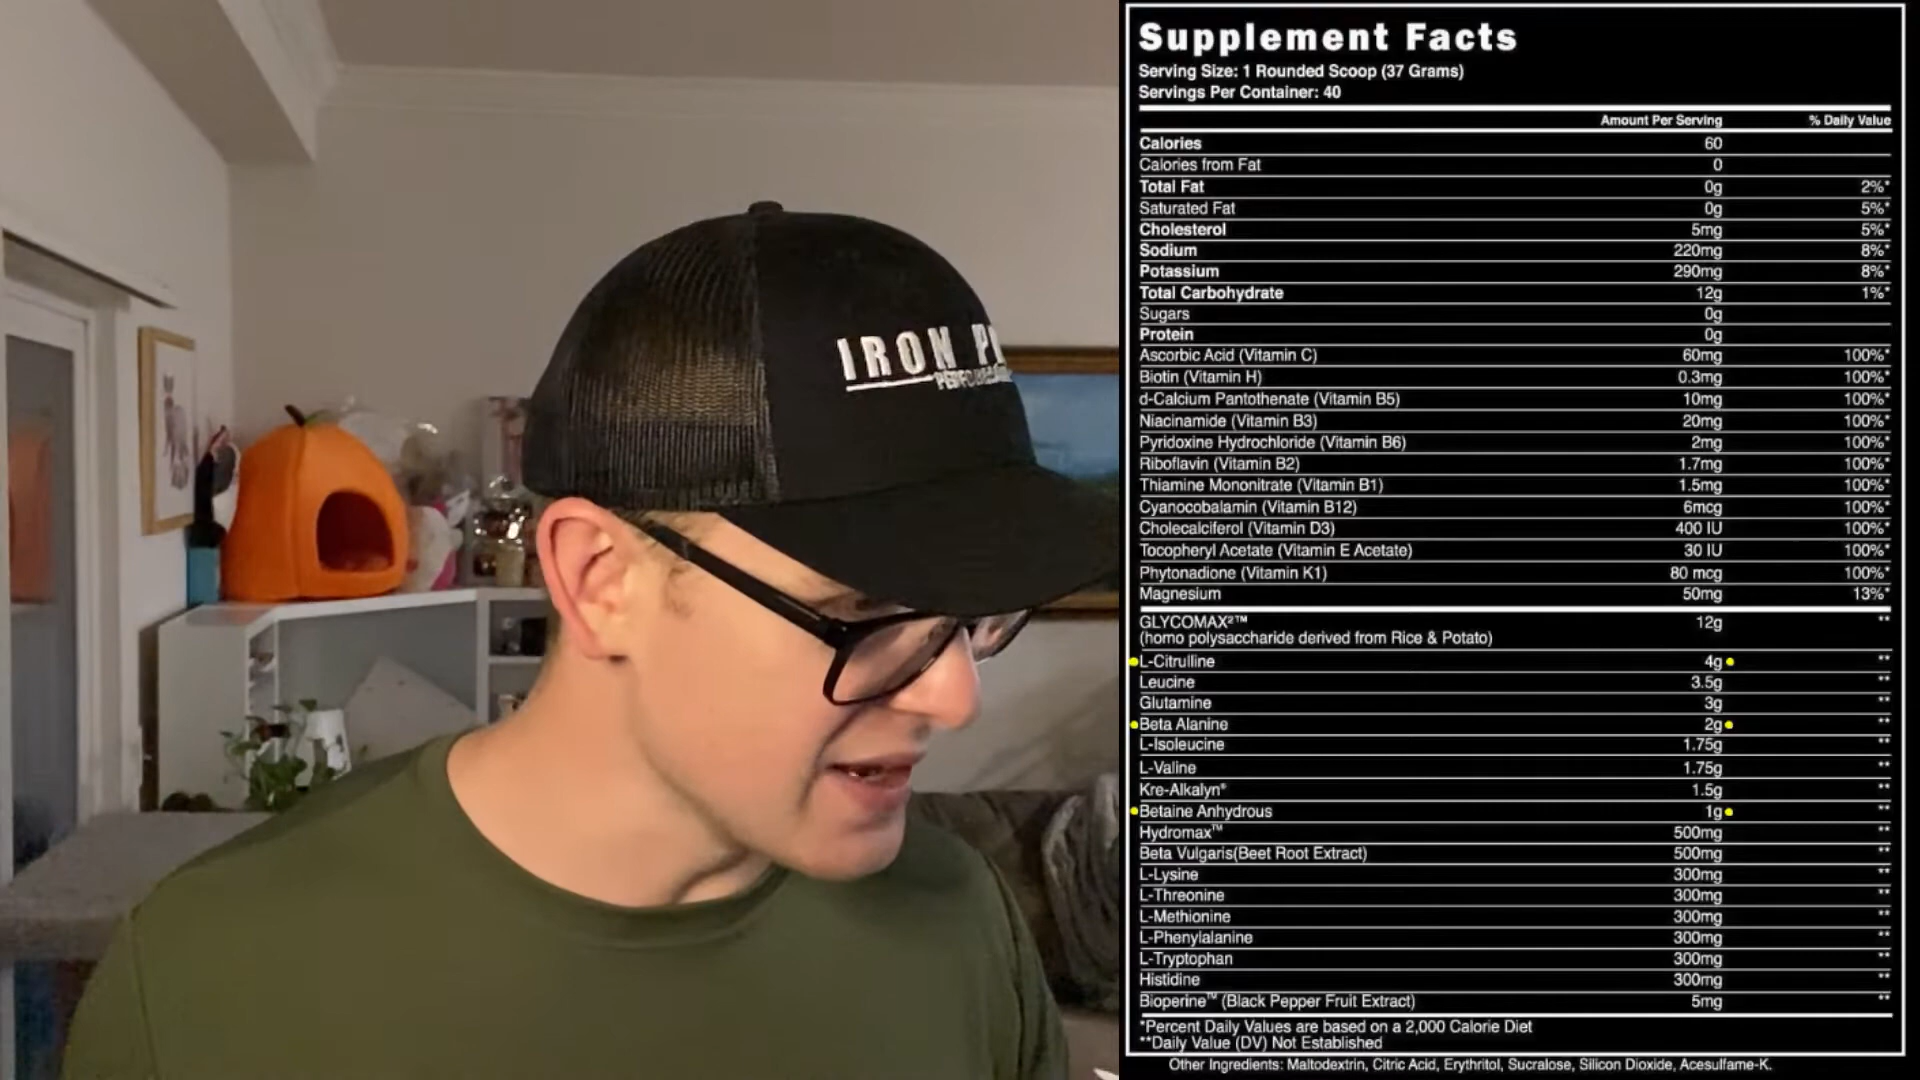 IRON
Supplement Facts
Serving Size: 1 Rounded Scoop (37 Grams)
Servings Per Container: 40
Amount Per Serving % Daily Value
Calories 60
Calories from Fat 0
Total Fat 0g 2%*
Saturated Fat 0g 5%*
Cholesterol 5mg 5%*
Sodium 220mg 8%*
Potassium 290mg 8%*
Total Carbohydrate 12g 1%*
Sugars 0g
Protein 0g
Ascorbic Acid (Vitamin C) 60mg 100%*
Biotin (Vitamin H) 0.3mg 100%*
d-Calcium Pantothenate (Vitamin B5) 10mg 100%*
Niacinamide (Vitamin B3) 20mg 100%*
Pyridoxine Hydrochloride (Vitamin B6) 2mg 100%*
Riboflavin (Vitamin B2) 1.7mg 100%*
Thiamine Mononitrate (Vitamin B1) 1.5mg 100%*
Cyanocobalamin (Vitamin B12) 6mcg 100%*
Cholecalciferol (Vitamin D3) 400 IU 100%*
Tocopheryl Acetate (Vitamin E Acetate) 30 IU 100%*
Phytonadione (Vitamin K1) 80 mcg 100%*
Magnesium 50mg 13%*
GLYCOMAX²™ 12g **
(homo polysaccharide derived from Rice & Potato)
L-Citrulline 4g **
Leucine 3.5g **
Glutamine 3g **
Beta Alanine 2g **
L-Isoleucine 1.75g **
L-Valine 1.75g **
Kre-Alkalyn® 1.5g **
Betaine Anhydrous 1g **
Hydromax™ 500mg **
Beta Vulgaris(Beet Root Extract) 500mg **
L-Lysine 300mg **
L-Threonine 300mg **
L-Methionine 300mg **
L-Phenylalanine 300mg **
L-Tryptophan 300mg **
Histidine 300mg **
Bioperine™ (Black Pepper Fruit Extract) 5mg **
*Percent Daily Values are based on a 2,000 Calorie Diet
**Daily Value (DV) Not Established
Other Ingredients: Maltodextrin, Citric Acid, Erythritol, Sucralose, Silicon Dioxide, Acesulfame-K.